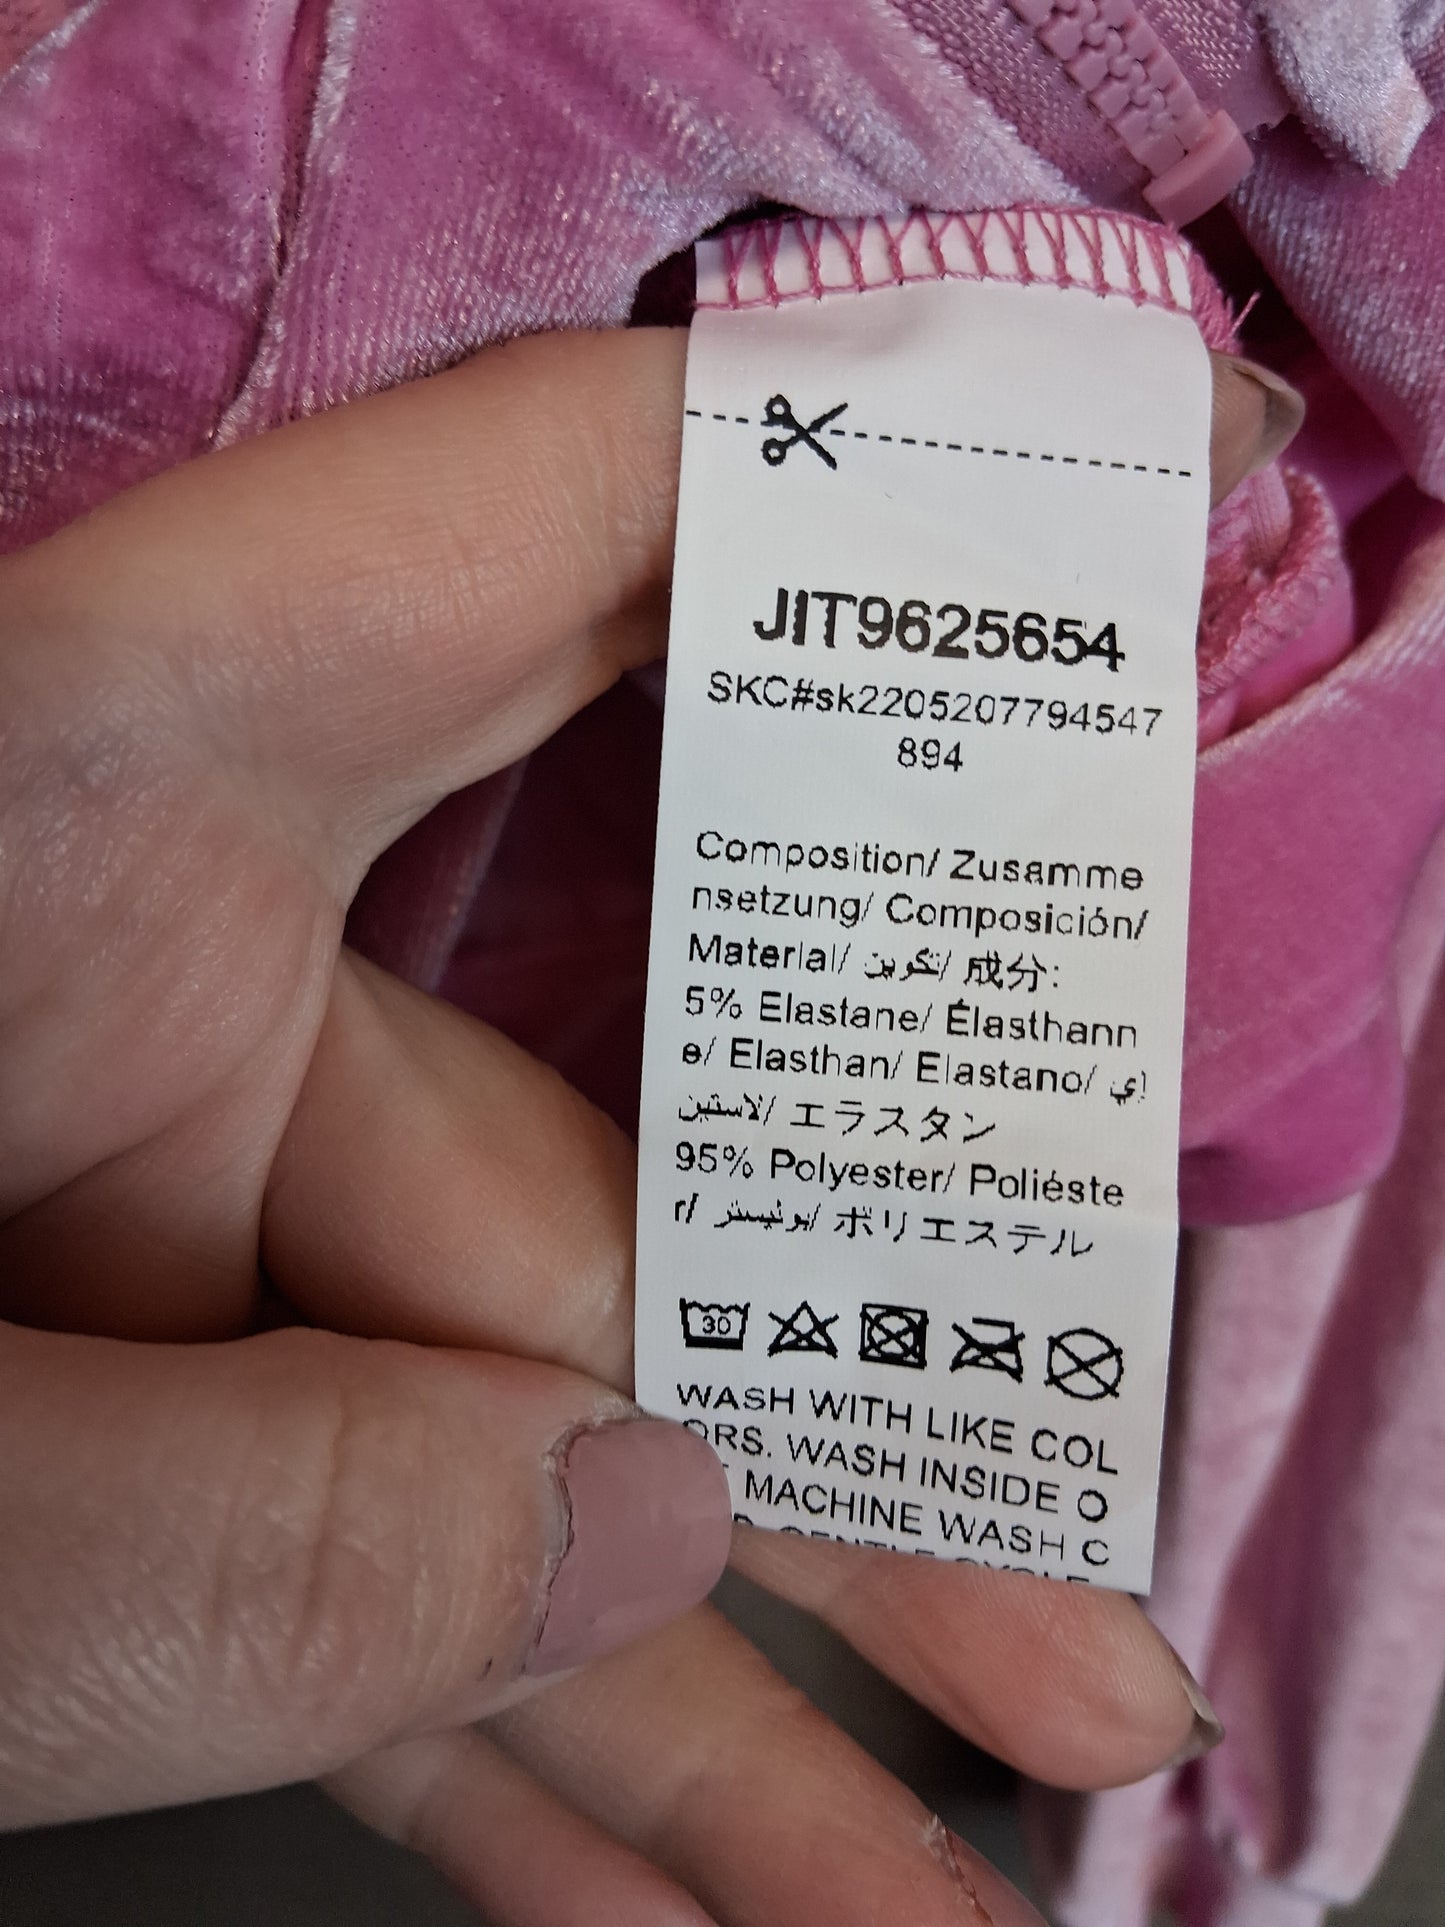 JIT9625654
SKC#sk2205207794547
894
Composition/ Zusamme
nsetzung/ Composición/
Material/ تكوين/ 成分:
5% Elastane/ Élasthann
e/ Elasthan/ Elastano/ إي
لاستين/ エラスタン
95% Polyester/ Poliéste
r/ بوليستر/ ポリエステル
30
WASH WITH LIKE COL
ORS. WASH INSIDE O
MACHINE WASH C
GENTLE CYCLE